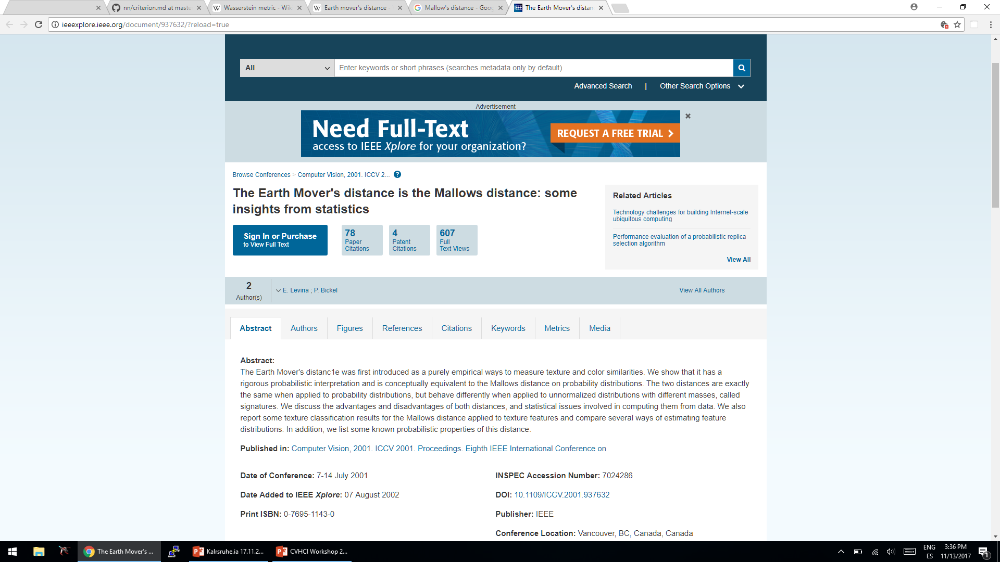 nn/criterion.md at maste
Wasserstein metric - Wik
Earth mover's distance -
Mallow's distance - Goog
The Earth Mover's distan
ieeexplore.ieee.org/document/937632/?reload=true
All
Enter keywords or short phrases (searches metadata only by default)
Advanced Search | Other Search Options
Advertisement
Need Full-Text
access to IEEE Xplore for your organization?
REQUEST A FREE TRIAL
Browse Conferences > Computer Vision, 2001. ICCV 2... ?
The Earth Mover's distance is the Mallows distance: some
insights from statistics
Sign In or Purchase
to View Full Text
78
Paper
Citations
4
Patent
Citations
607
Full
Text Views
Related Articles
Technology challenges for building Internet-scale
ubiquitous computing
Performance evaluation of a probabilistic replica
selection algorithm
View All
2
Author(s)
E. Levina ; P. Bickel
View All Authors
Abstract
Authors
Figures
References
Citations
Keywords
Metrics
Media
Abstract:
The Earth Mover's distanc1e was first introduced as a purely empirical ways to measure texture and color similarities. We show that it has a
rigorous probabilistic interpretation and is conceptually equivalent to the Mallows distance on probability distributions. The two distances are exactly
the same when applied to probability distributions, but behave differently when applied to unnormalized distributions with different masses, called
signatures. We discuss the advantages and disadvantages of both distances, and statistical issues involved in computing them from data. We also
report some texture classification results for the Mallows distance applied to texture features and compare several ways of estimating feature
distributions. In addition, we list some known probabilistic properties of this distance.
Published in: Computer Vision, 2001. ICCV 2001. Proceedings. Eighth IEEE International Conference on
Date of Conference: 7-14 July 2001
INSPEC Accession Number: 7024286
Date Added to IEEE Xplore: 07 August 2002
DOI: 10.1109/ICCV.2001.937632
Print ISBN: 0-7695-1143-0
Publisher: IEEE
Conference Location: Vancouver, BC, Canada, Canada
The Earth Mover's ...
Kalrsruhe.ia 17.11.2...
CVHCI Workshop 2...
ENG
ES
3:36 PM
11/13/2017
1